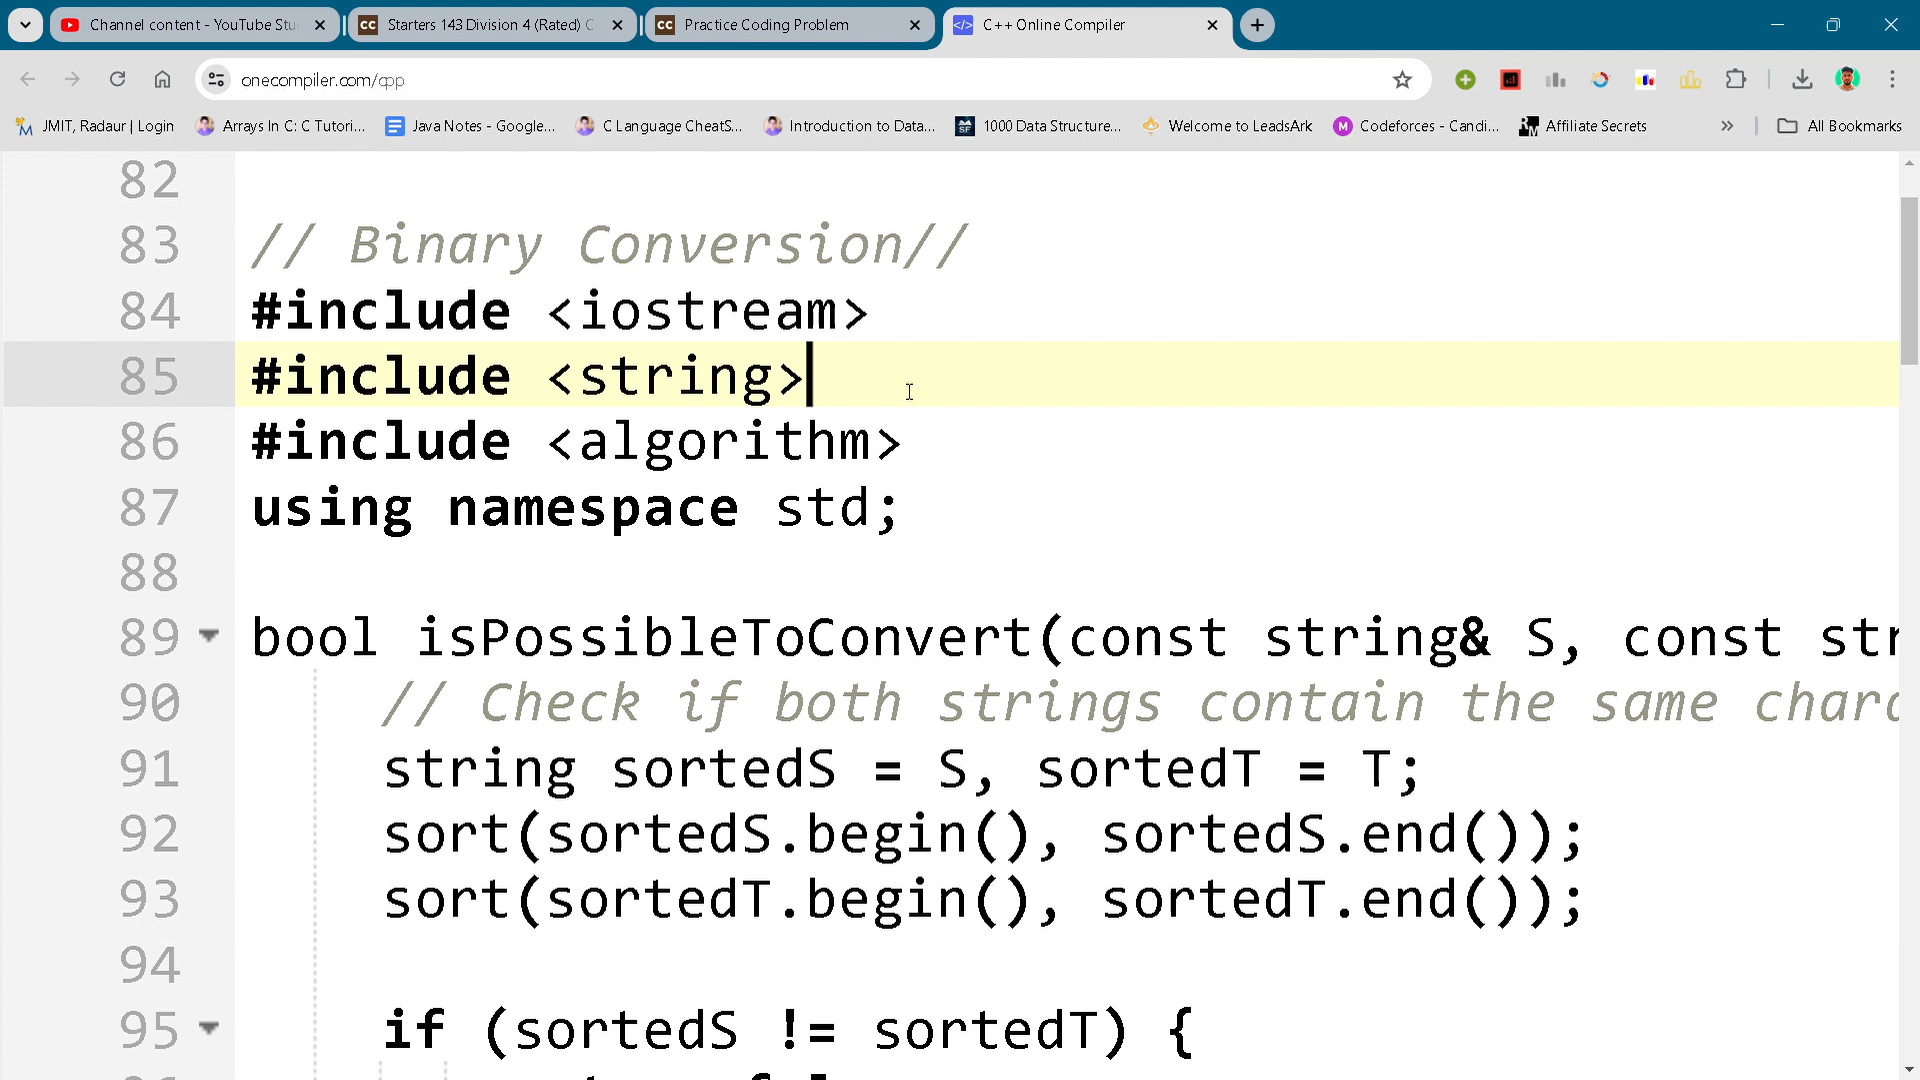 Channel content - YouTube Stu
Starters 143 Division 4 (Rated) C
Practice Coding Problem
C++ Online Compiler
onecompiler.com/cpp
JMIT, Radaur | Login
Arrays In C: C Tutori...
Java Notes - Google...
C Language CheatS...
Introduction to Data...
1000 Data Structure...
Welcome to LeadsArk
Codeforces - Candi...
Affiliate Secrets
All Bookmarks
82
83 // Binary Conversion//
84 #include <iostream>
85 #include <string>
86 #include <algorithm>
87 using namespace std;
88
89 bool isPossibleToConvert(const string& S, const str
90 // Check if both strings contain the same chara
91 string sortedS = S, sortedT = T;
92 sort(sortedS.begin(), sortedS.end());
93 sort(sortedT.begin(), sortedT.end());
94
95 if (sortedS != sortedT) {